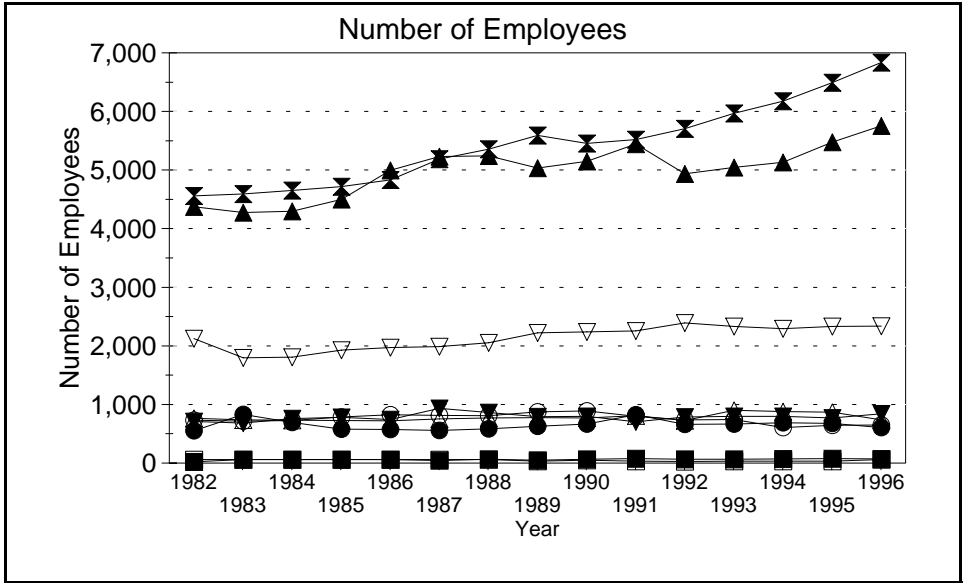 Number of Employees
7,000
6,000
5,000
4,000
3,000
2,000
1,000
0
Number of Employees
1982 1984 1986 1988 1990 1992 1994 1996
1983 1985 1987 1989 1991 1993 1995
Year